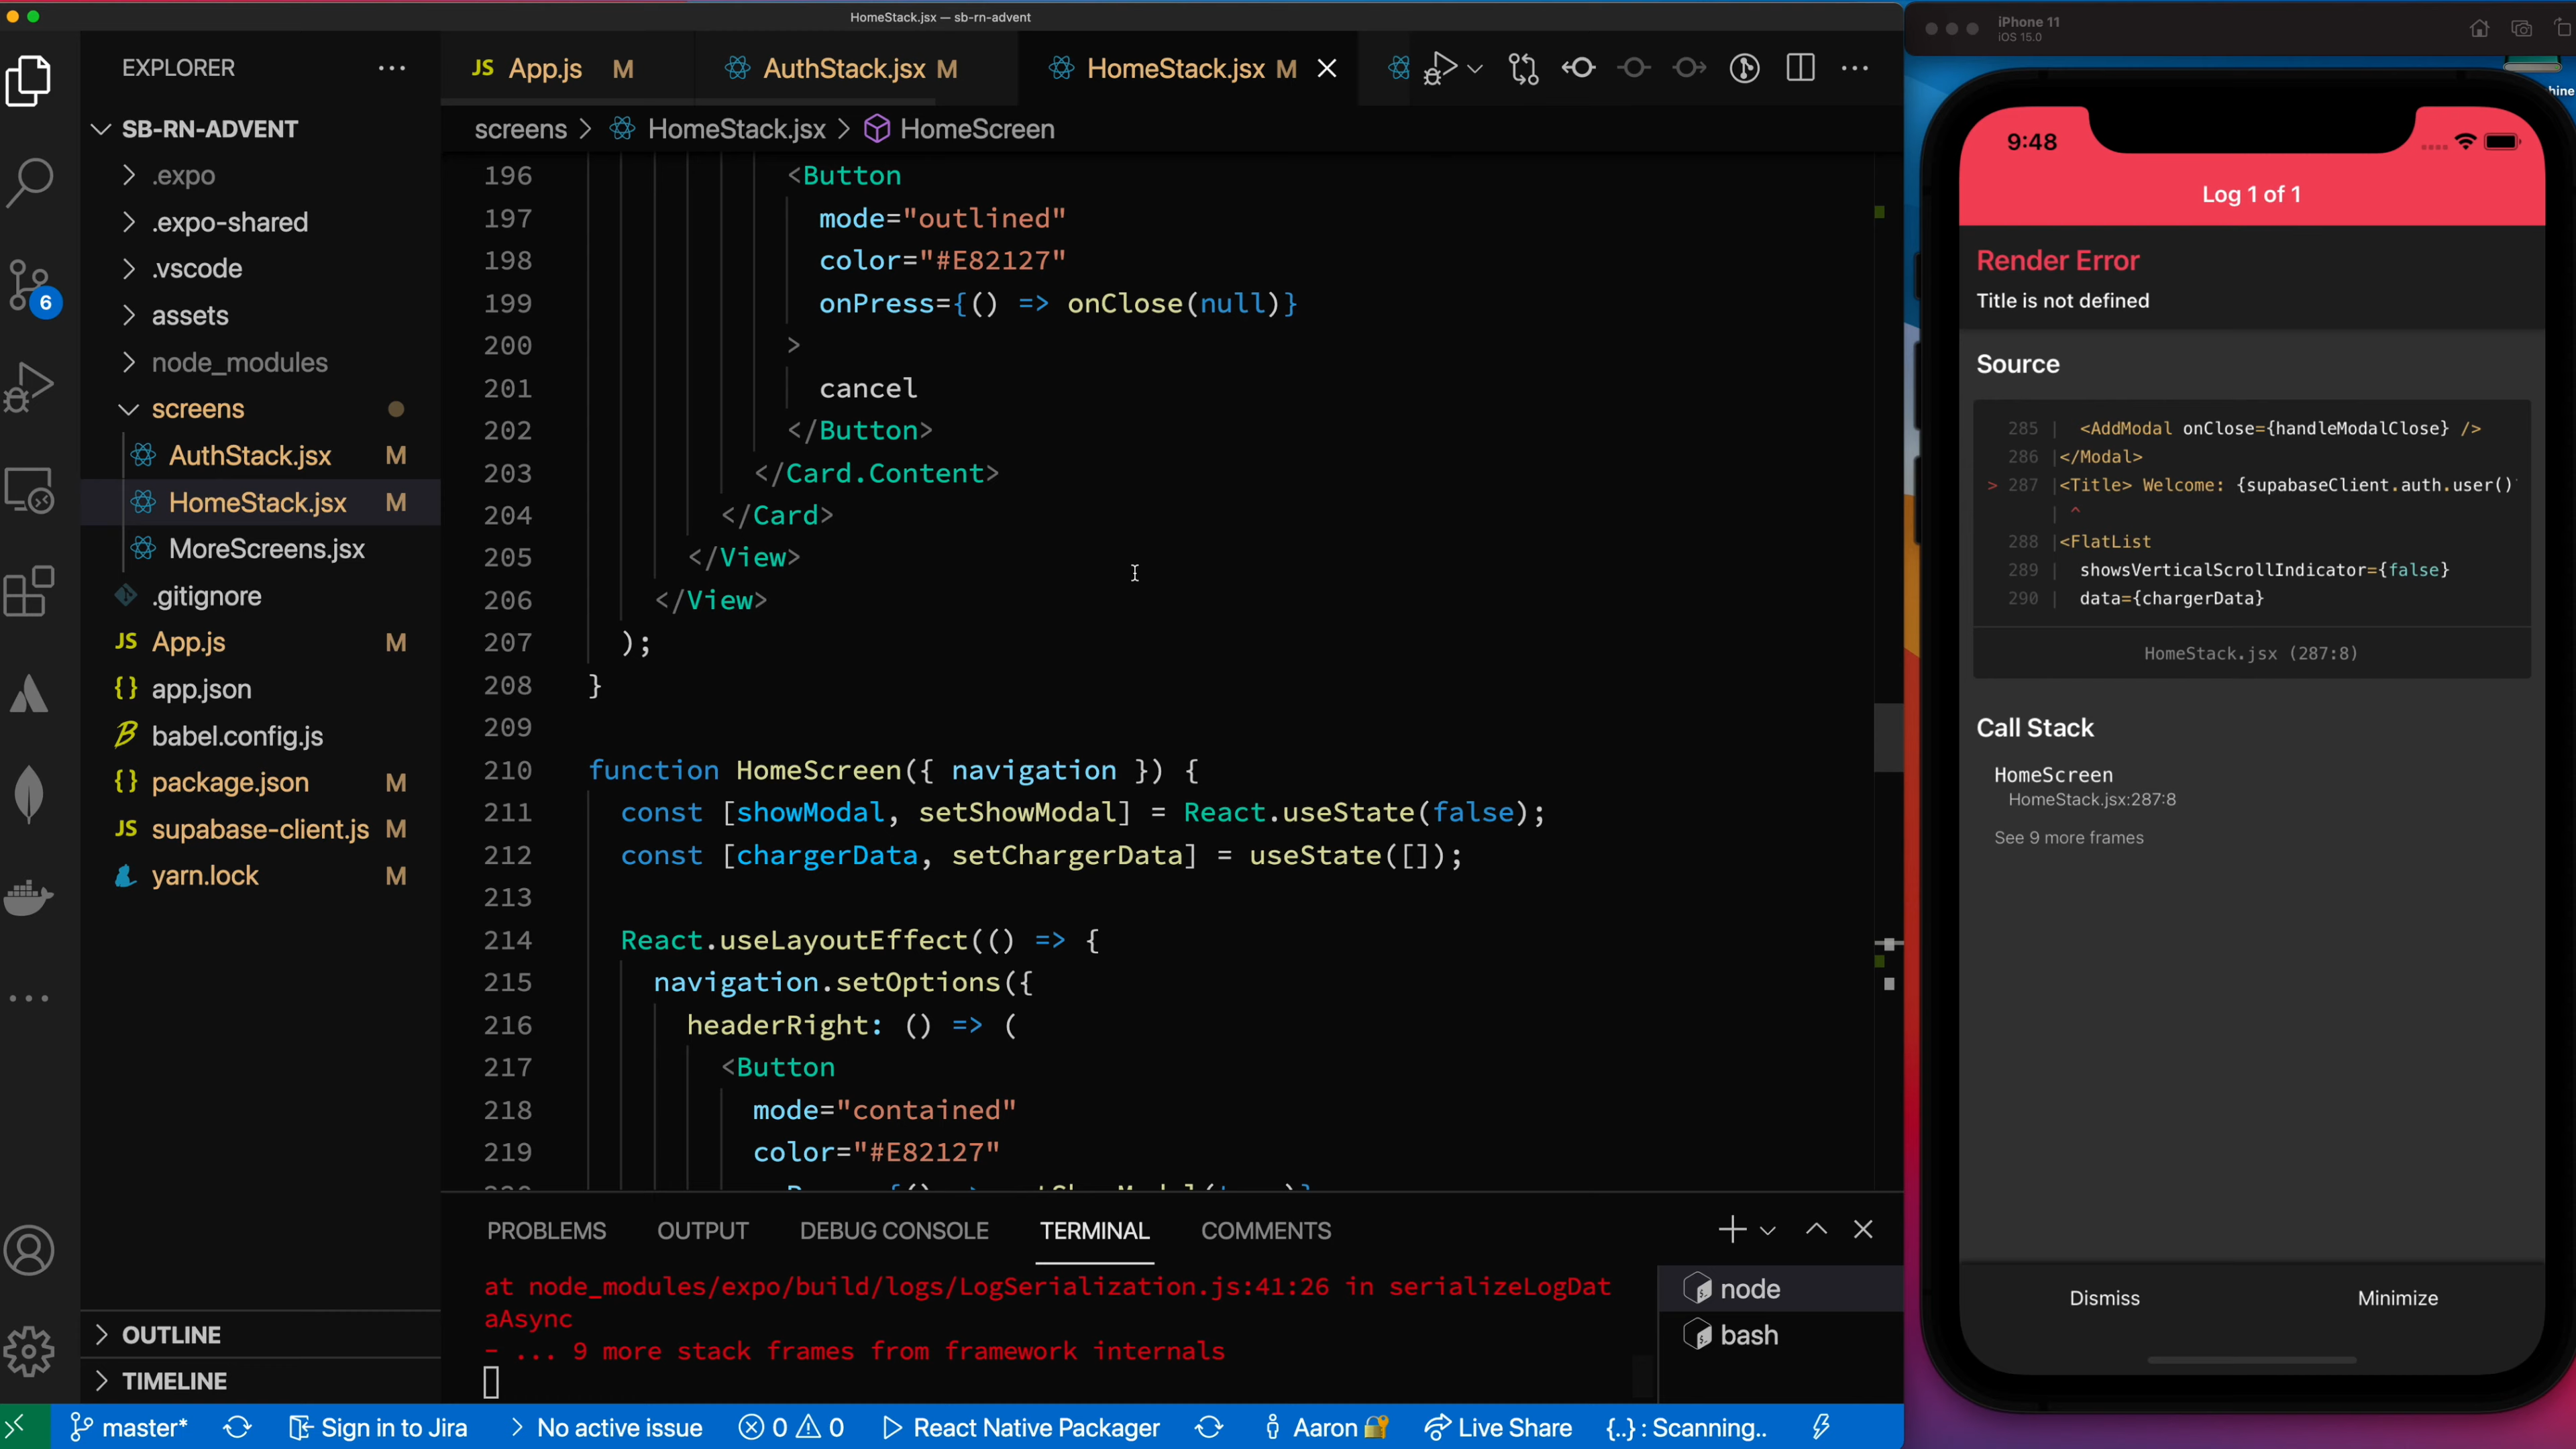 HomeStack.jsx — sb-rn-advent
EXPLORER
SB-RN-ADVENT
.expo
.expo-shared
.vscode
assets
node_modules
screens
AuthStack.jsx M
HomeStack.jsx M
MoreScreens.jsx
.gitignore
JS App.js M
{} app.json
babel.config.js
{} package.json M
JS supabase-client.js M
yarn.lock M
OUTLINE
TIMELINE
6
JS App.js M
AuthStack.jsx M
HomeStack.jsx M
screens > HomeStack.jsx > HomeScreen
196 <Button
197 mode="outlined"
198 color="#E82127"
199 onPress={() => onClose(null)}
200 >
201 cancel
202 </Button>
203 </Card.Content>
204 </Card>
205 </View>
206 </View>
207 );
208 }
209
210 function HomeScreen({ navigation }) {
211 const [showModal, setShowModal] = React.useState(false);
212 const [chargerData, setChargerData] = useState([]);
213
214 React.useLayoutEffect(() => {
215 navigation.setOptions({
216 headerRight: () => (
217 <Button
218 mode="contained"
219 color="#E82127"
PROBLEMS OUTPUT DEBUG CONSOLE TERMINAL COMMENTS
at node_modules/expo/build/logs/LogSerialization.js:41:26 in serializeLogDat
aAsync
- ... 9 more stack frames from framework internals
node
bash
master* Sign in to Jira No active issue 0 0 React Native Packager Aaron Live Share {..} : Scanning..
iPhone 11
iOS 15.0
hine
9:48
Log 1 of 1
Render Error
Title is not defined
Source
285 | <AddModal onClose={handleModalClose} />
286 |</Modal>
> 287 |<Title> Welcome: {supabaseClient.auth.user()
| ^
288 |<FlatList
289 | showsVerticalScrollIndicator={false}
290 | data={chargerData}
HomeStack.jsx (287:8)
Call Stack
HomeScreen
HomeStack.jsx:287:8
See 9 more frames
Dismiss
Minimize